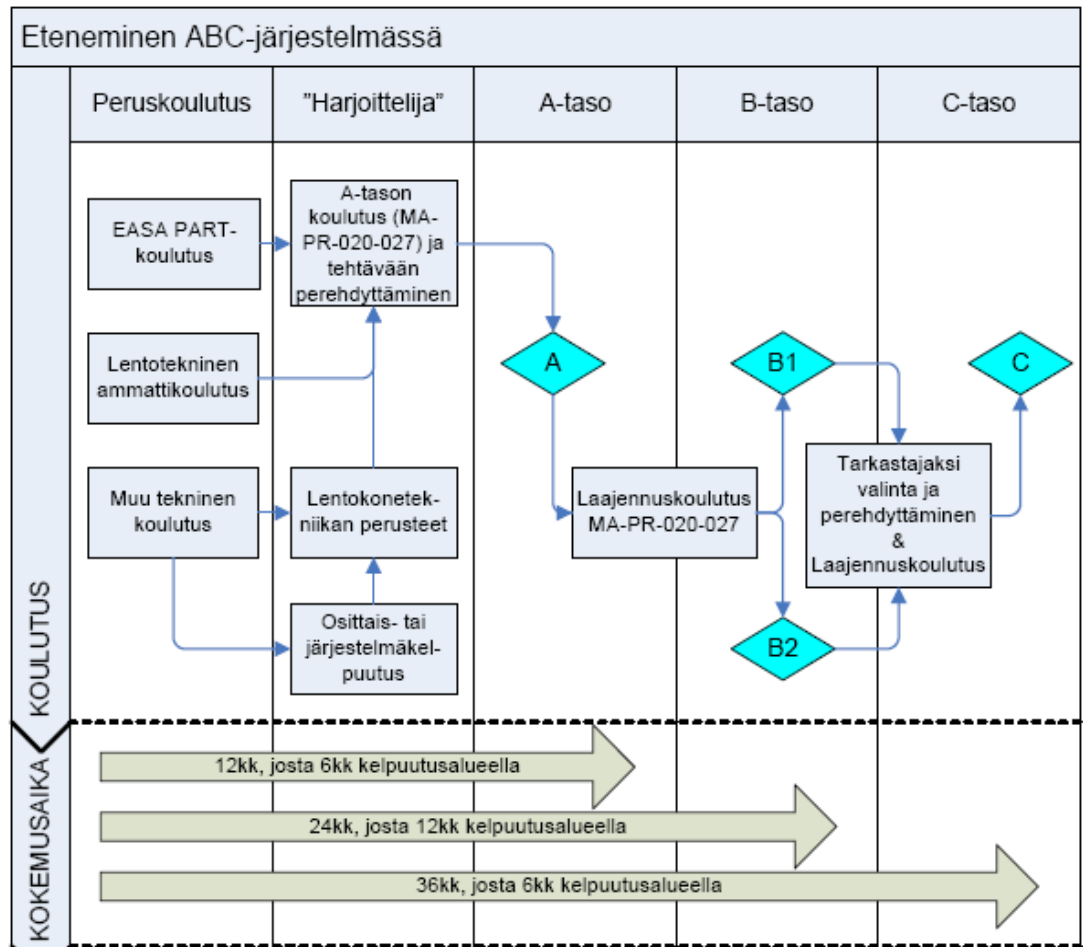 Eteneminen ABC-järjestelmässä
Peruskoulutus
"Harjoittelija"
A-taso
B-taso
C-taso
KOULUTUS
EASA PART-
koulutus
A-tason
koulutus (MA-
PR-020-027) ja
tehtävään
perehdyttäminen
Lentotekninen
ammattikoulutus
A
B1
C
Muu tekninen
koulutus
Lentokonetek-
niikan perusteet
Laajennuskoulutus
MA-PR-020-027
Tarkastajaksi
valinta ja
perehdyttäminen
&
Laajennuskoulutus
Osittais- tai
järjestelmäkel-
puutus
B2
KOKEMUSAIKA
12kk, josta 6kk kelpuutusalueella
24kk, josta 12kk kelpuutusalueella
36kk, josta 6kk kelpuutusalueella